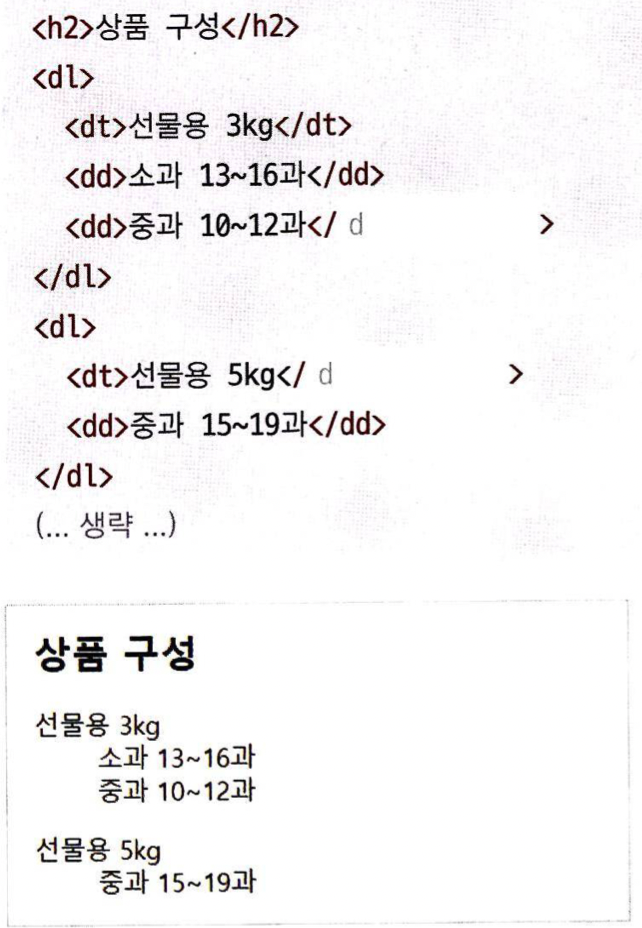 <h2>상품 구성</h2>
<dl>
<dt>선물용 3kg</dt>
<dd>소과 13~16과</dd>
<dd>중과 10~12과</ d >
</dl>
<dl>
<dt>선물용 5kg</ d >
<dd>중과 15~19과</dd>
</dl>
(... 생략 ...)
상품 구성
선물용 3kg
소과 13~16과
중과 10~12과
선물용 5kg
중과 15~19과